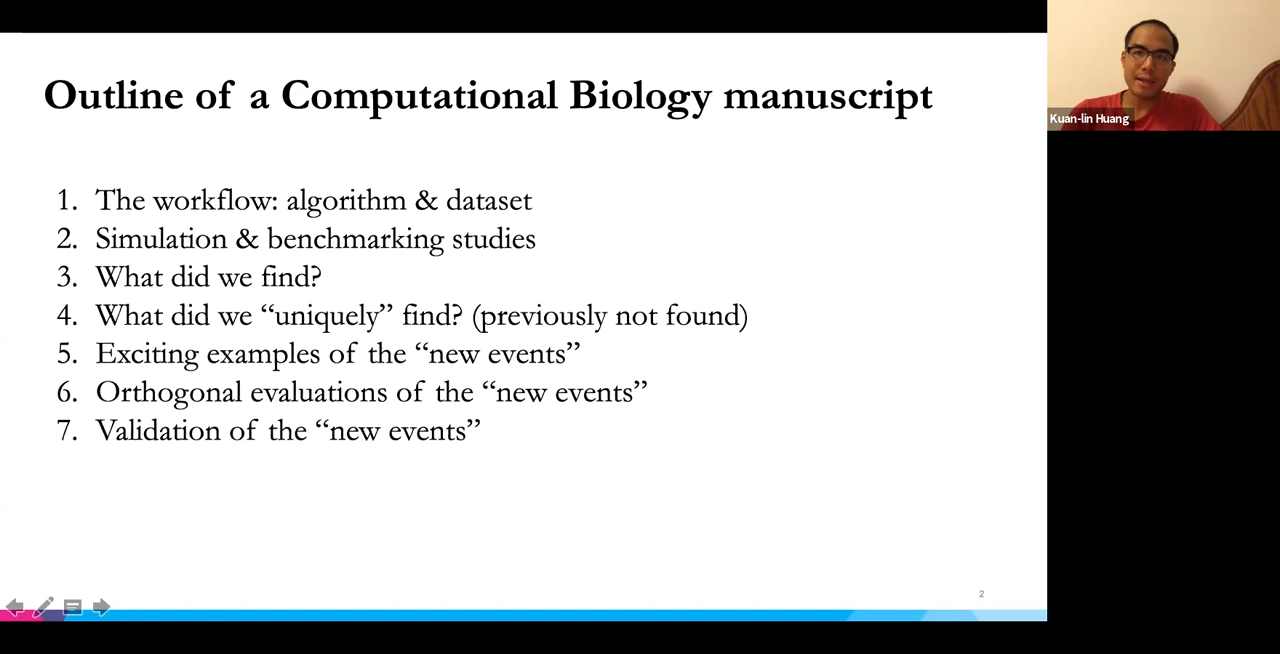 Outline of a Computational Biology manuscript
Kuan-lin Huang
1. The workflow: algorithm & dataset
2. Simulation & benchmarking studies
3. What did we find?
4. What did we “uniquely” find? (previously not found)
5. Exciting examples of the “new events”
6. Orthogonal evaluations of the “new events”
7. Validation of the “new events”
2